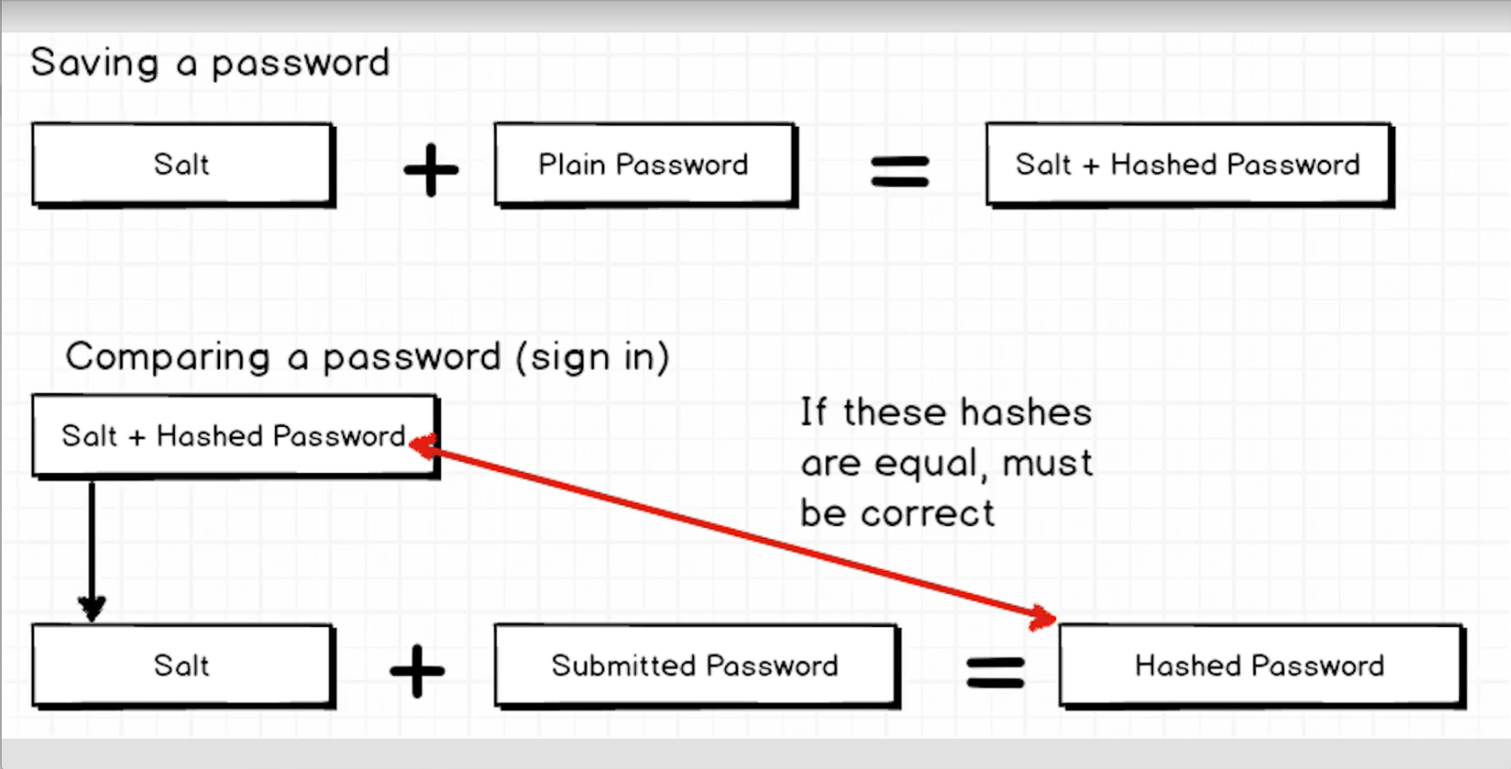 Saving a password
Salt + Plain Password = Salt + Hashed Password
Comparing a password (sign in)
Salt + Hashed Password
If these hashes
are equal, must
be correct
Salt + Submitted Password = Hashed Password